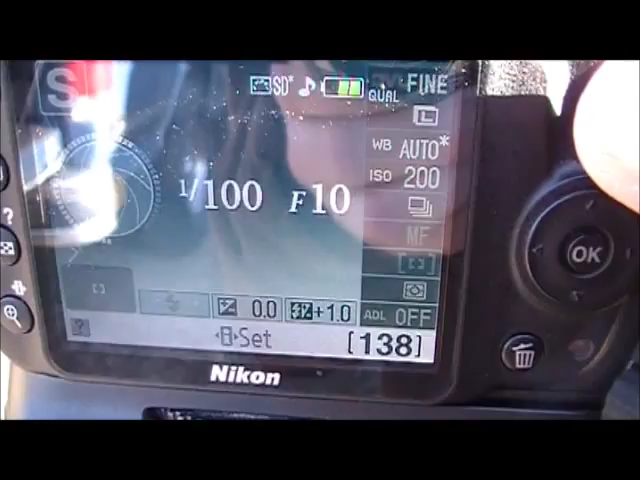 S
SD* FINE
QUAL
L
WB AUTO*
ISO 200
1/100 F10
MF
OK
?
0.0 +1.0 ADL OFF
? Set [138]
Nikon